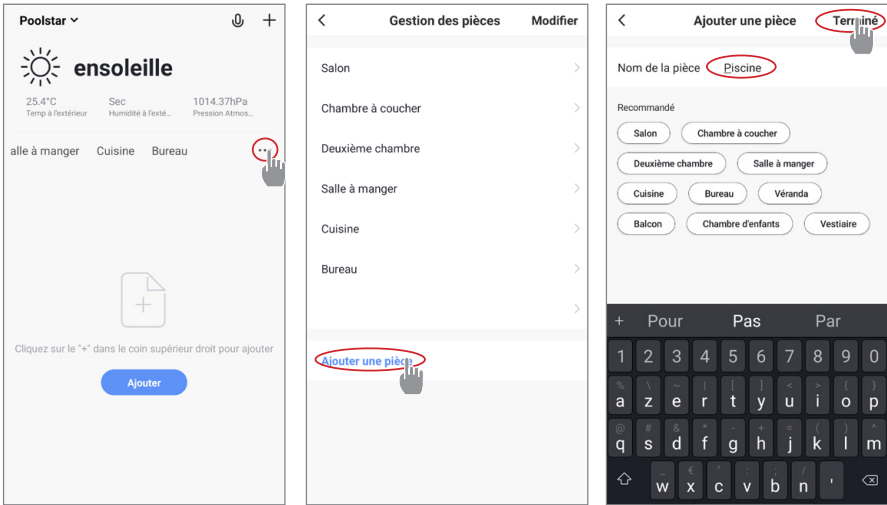 Poolstar
ensoleille
25.4°C Sec 1014.37hPa
Temp à l'extérieur Humidité à l'exté... Pression Atmos...
alle à manger Cuisine Bureau ...
Cliquez sur le "+" dans le coin supérieur droit pour ajouter
Ajouter
Gestion des pièces Modifier
Salon
Chambre à coucher
Deuxième chambre
Salle à manger
Cuisine
Bureau
Ajouter une pièce
Ajouter une pièce Terminé
Nom de la pièce Piscine
Recommandé
Salon Chambre à coucher
Deuxième chambre Salle à manger
Cuisine Bureau Véranda
Balcon Chambre d'enfants Vestiaire
+ Pour Pas Par
1 2 3 4 5 6 7 8 9 0
% \ ~ | [ ] < > { }
a z e r t y u i o p
@ # & * - + = ( ) ^
q s d f g h j k l m
_ € " ' : ; /
w x c v b n '